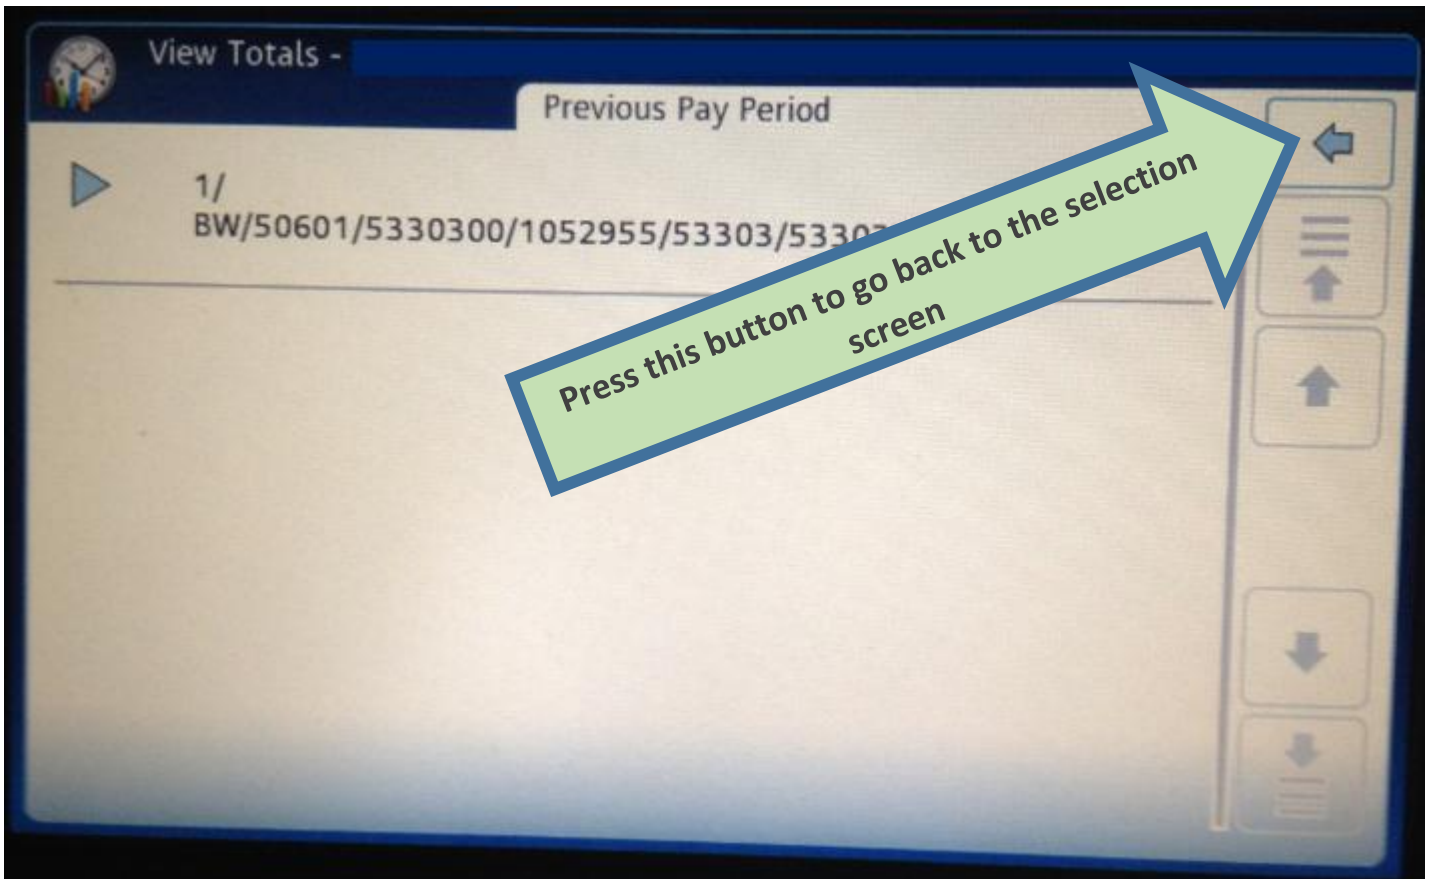 View Totals -
Previous Pay Period
1/
BW/50601/5330300/1052955/53303/53303
Press this button to go back to the selection
screen